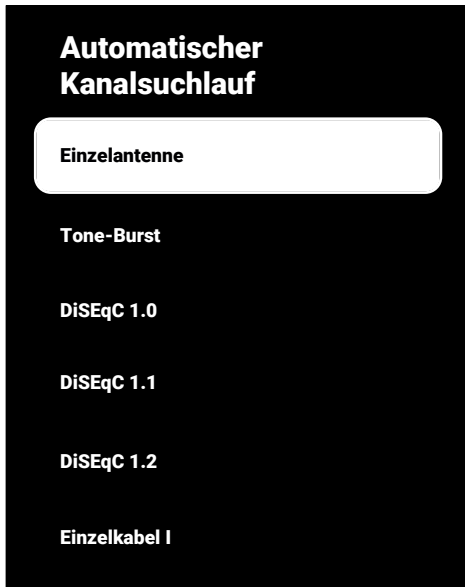 Automatischer
Kanalsuchlauf
Einzelantenne
Tone-Burst
DiSEqC 1.0
DiSEqC 1.1
DiSEqC 1.2
Einzelkabel I